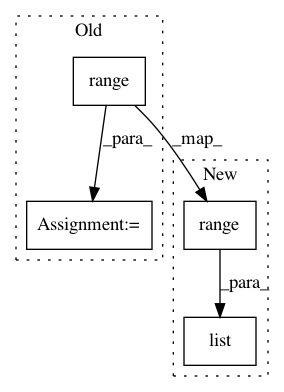 Old
range
_para_
_map_
New
Assignment:=
range
_para_
list